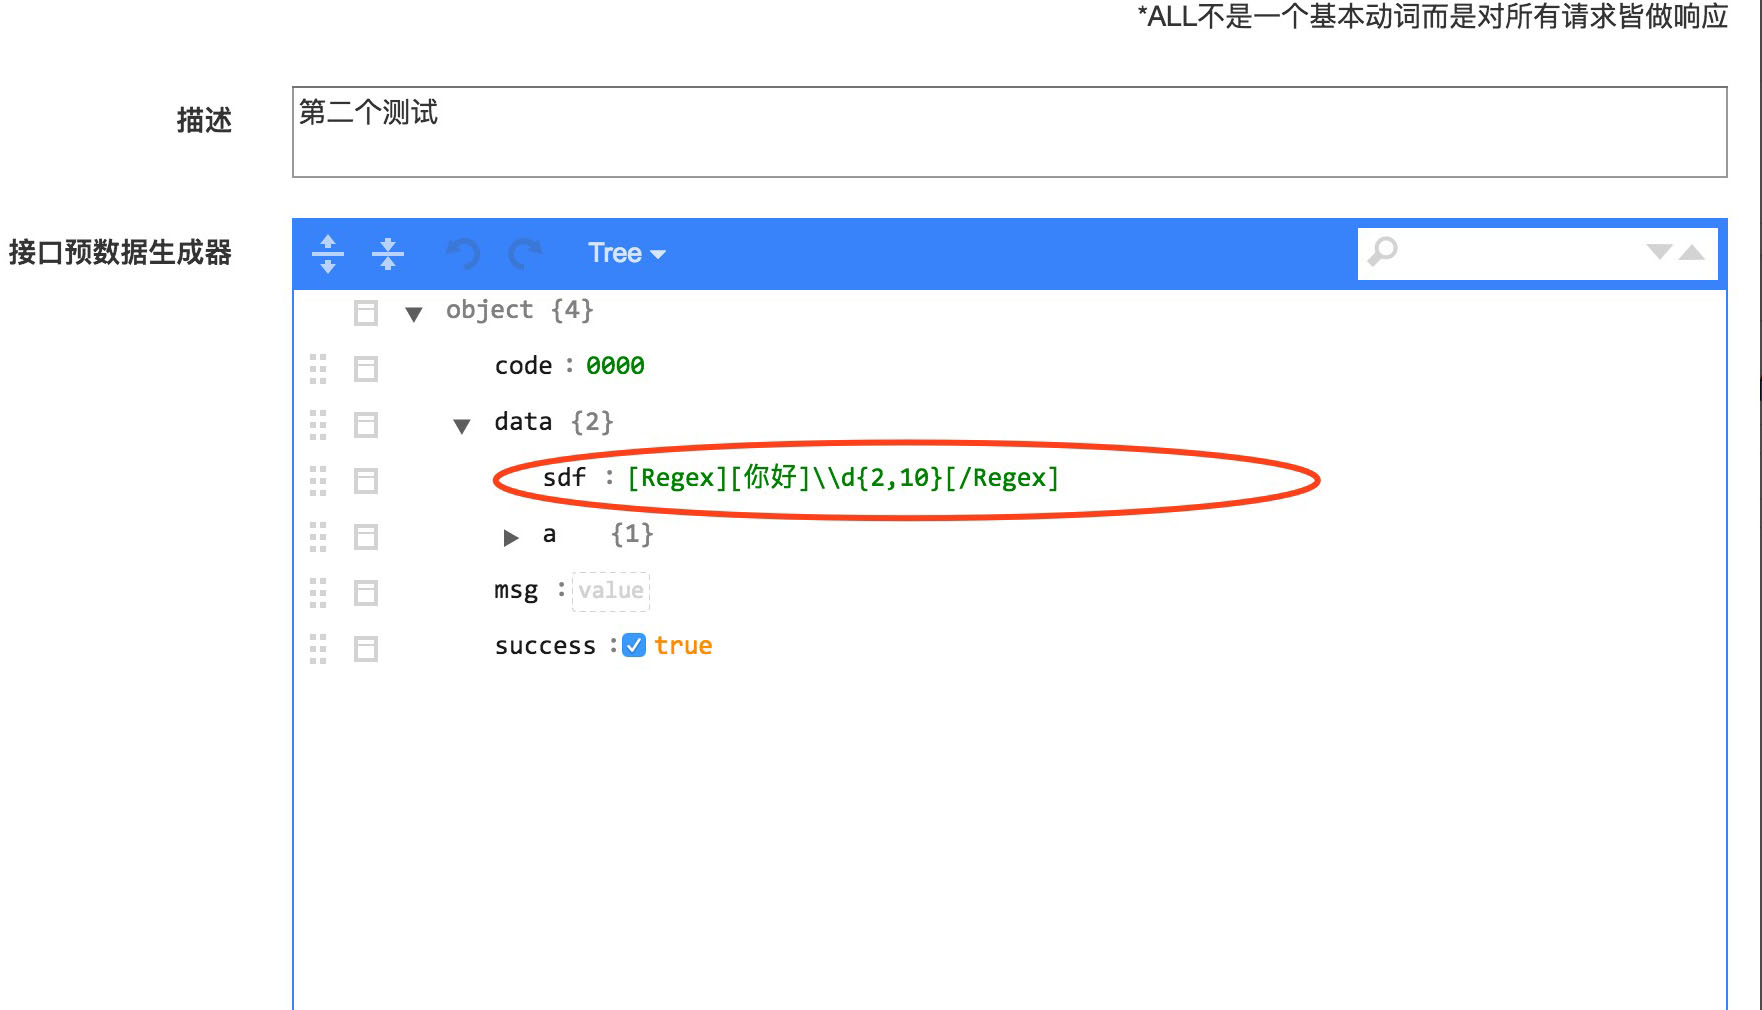 *ALL不是一个基本动词而是对所有请求皆做响应
描述
第二个测试
接口预数据生成器
Tree
object {4}
code : 0000
data {2}
sdf : [Regex][你好]\\d{2,10}[/Regex]
a {1}
msg : value
success : true